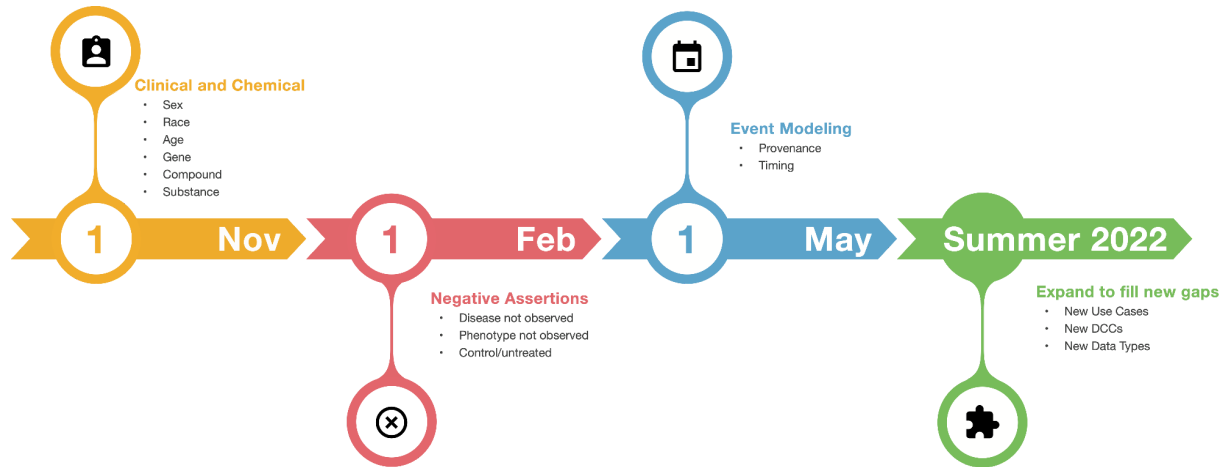 Clinical and Chemical
• Sex
• Race
• Age
• Gene
• Compound
• Substance
1 Nov
1 Feb
Negative Assertions
• Disease not observed
• Phenotype not observed
• Control/untreated
Event Modeling
• Provenance
• Timing
1 May
Summer 2022
Expand to fill new gaps
• New Use Cases
• New DCCs
• New Data Types